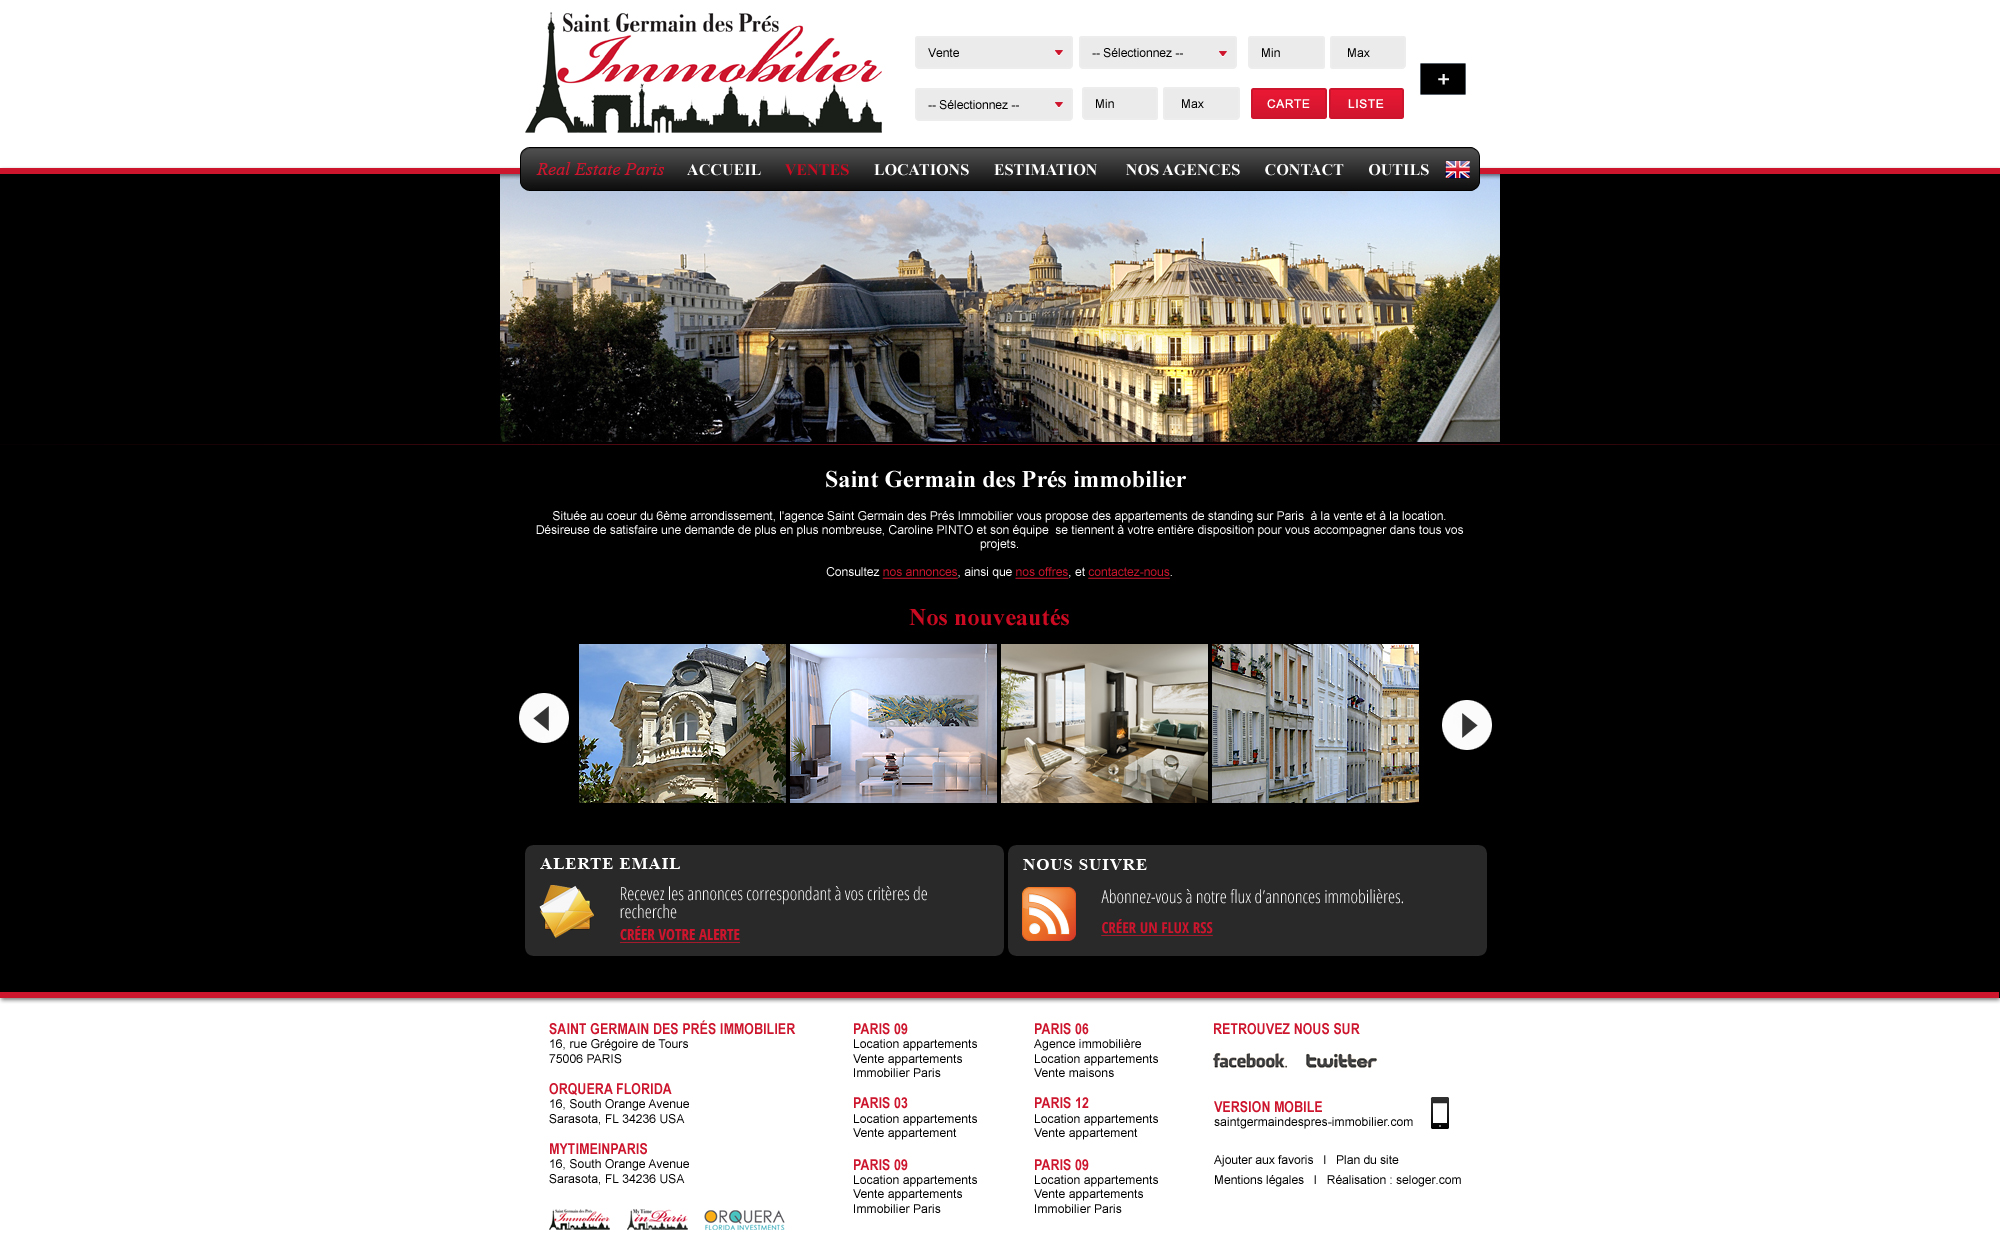 Saint Germain des Prés
Immobilier
Vente
-- Sélectionnez --
Min
Max
-- Sélectionnez --
Min
Max
CARTE
LISTE
+
Real Estate Paris
ACCUEIL
VENTES
LOCATIONS
ESTIMATION
NOS AGENCES
CONTACT
OUTILS
Saint Germain des Prés immobilier
Située au coeur du 6ème arrondissement, l'agence Saint Germain des Prés Immobilier vous propose des appartements de standing sur Paris à la vente et à la location.
Désireuse de satisfaire une demande de plus en plus nombreuse, Caroline PINTO et son équipe se tiennent à votre entière disposition pour vous accompagner dans tous vos
projets.
Consultez nos annonces, ainsi que nos offres, et contactez-nous.
Nos nouveautés
ALERTE EMAIL
Recevez les annonces correspondant à vos critères de
recherche
CRÉER VOTRE ALERTE
NOUS SUIVRE
Abonnez-vous à notre flux d’annonces immobilières.
CRÉER UN FLUX RSS
SAINT GERMAIN DES PRÉS IMMOBILIER
16, rue Grégoire de Tours
75006 PARIS
ORQUERA FLORIDA
16, South Orange Avenue
Sarasota, FL 34236 USA
MYTIMEINPARIS
16, South Orange Avenue
Sarasota, FL 34236 USA
Saint Germain des Prés
Immobilier
My Time
in Paris
ORQUERA
FLORIDA INVESTMENTS
PARIS 09
Location appartements
Vente appartements
Immobilier Paris
PARIS 03
Location appartements
Vente appartement
PARIS 09
Location appartements
Vente appartements
Immobilier Paris
PARIS 06
Agence immobilière
Location appartements
Vente maisons
PARIS 12
Location appartements
Vente appartement
PARIS 09
Location appartements
Vente appartements
Immobilier Paris
RETROUVEZ NOUS SUR
facebook.
twitter
VERSION MOBILE
saintgermaindespres-immobilier.com
Ajouter aux favoris I Plan du site
Mentions légales I Réalisation : seloger.com